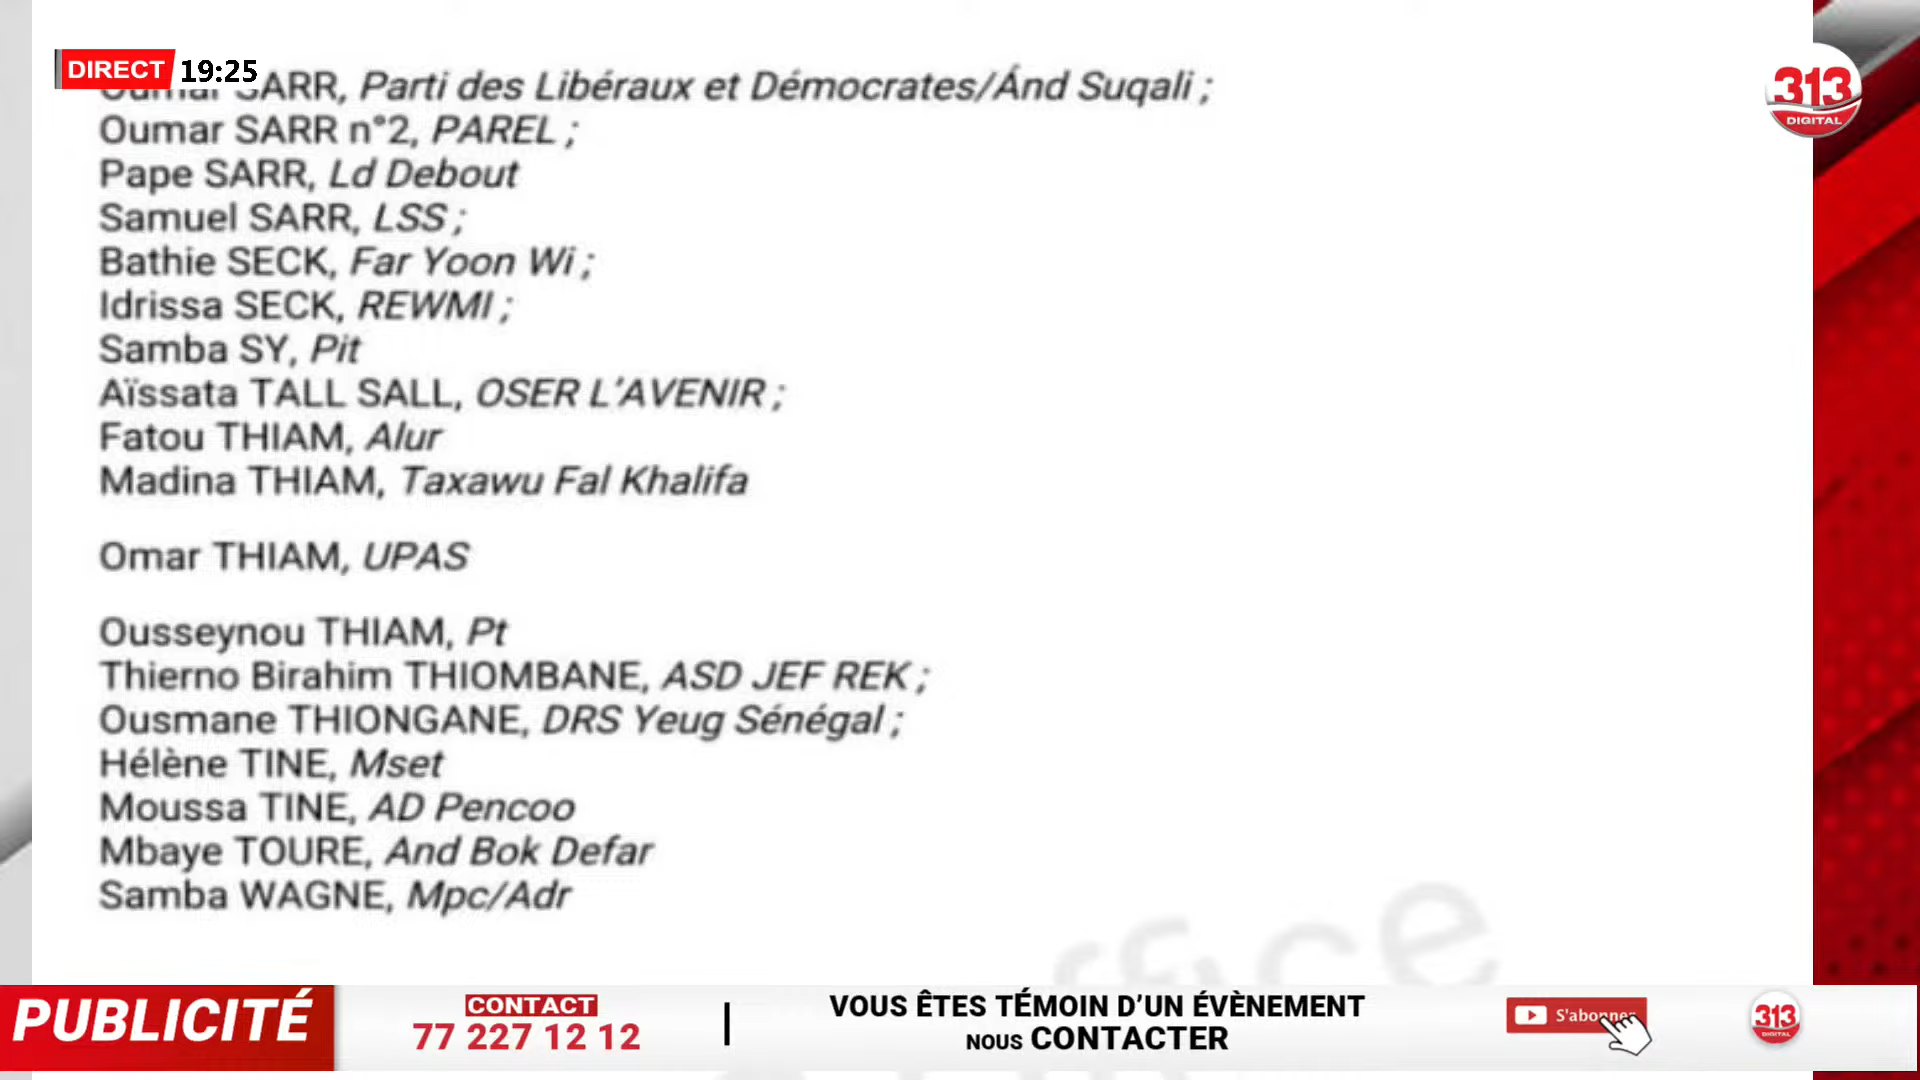 DIRECT 19:25
313
DIGITAL
Oumar SARR, Parti des Libéraux et Démocrates/Ánd Suqali ;
Oumar SARR n°2, PAREL ;
Pape SARR, Ld Debout
Samuel SARR, LSS ;
Bathie SECK, Far Yoon Wi ;
Idrissa SECK, REWMI ;
Samba SY, Pit
Aïssata TALL SALL, OSER L’AVENIR ;
Fatou THIAM, Alur
Madina THIAM, Taxawu Fal Khalifa
Omar THIAM, UPAS
Ousseynou THIAM, Pt
Thierno Birahim THIOMBANE, ASD JEF REK ;
Ousmane THIONGANE, DRS Yeug Sénégal ;
Hélène TINE, Mset
Moussa TINE, AD Pencoo
Mbaye TOURE, And Bok Defar
Samba WAGNE, Mpc/Adr
PUBLICITÉ
CONTACT
77 227 12 12
VOUS ÊTES TÉMOIN D’UN ÉVÈNEMENT
NOUS CONTACTER
S'abonner
313
DIGITAL